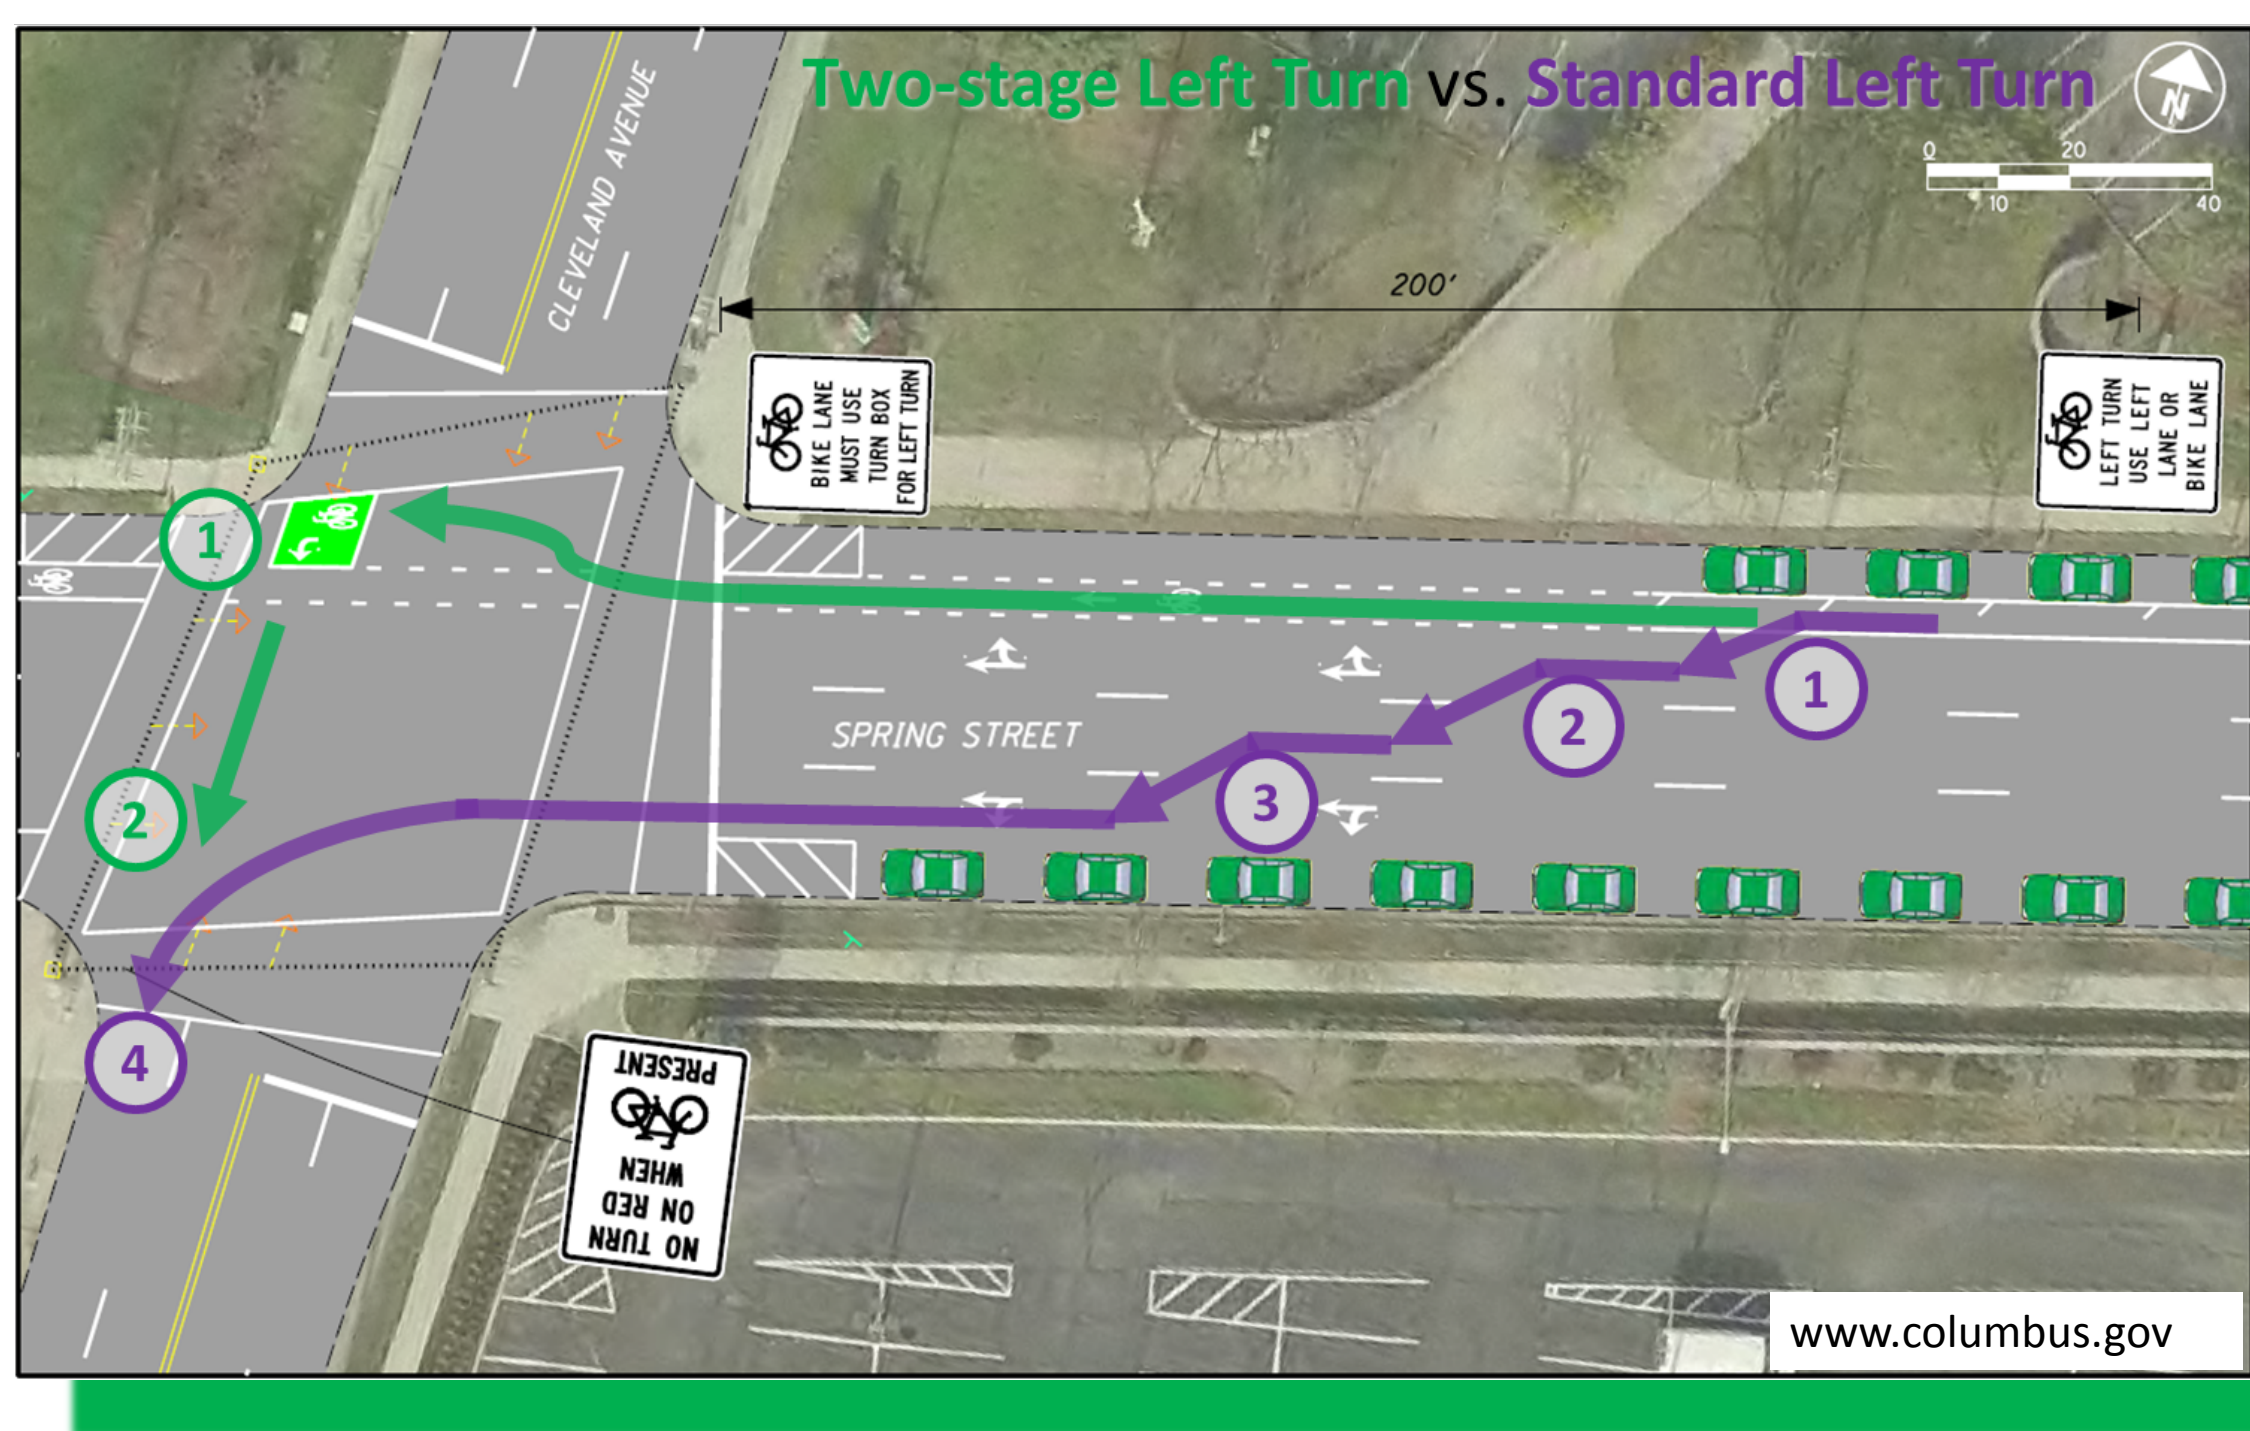 Two-stage Left Turn vs. Standard Left Turn
N
0 20
10 40
CLEVELAND AVENUE
200'
BIKE LANE
MUST USE
TURN BOX
FOR LEFT TURN
LEFT TURN
USE LEFT
LANE OR
BIKE LANE
1
2
SPRING STREET
1
2
3
4
NO TURN
ON RED
WHEN
PRESENT
www.columbus.gov